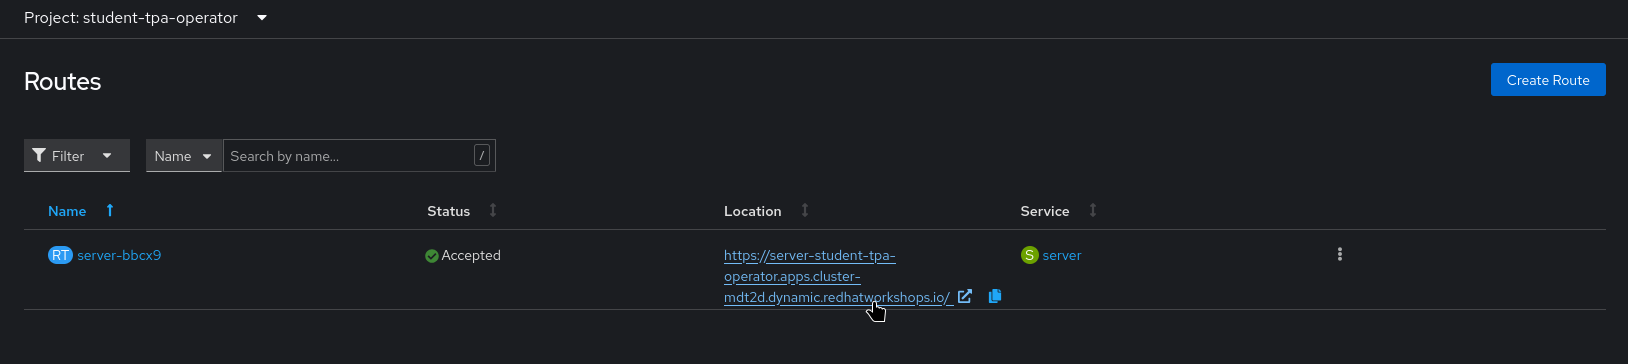 Project: student-tpa-operator
Routes
Create Route
Filter
Name
Search by name...
/
Name Status Location Service
RT server-bbcx9 Accepted https://server-student-tpa- S server
operator.apps.cluster-
mdt2d.dynamic.redhatworkshops.io/